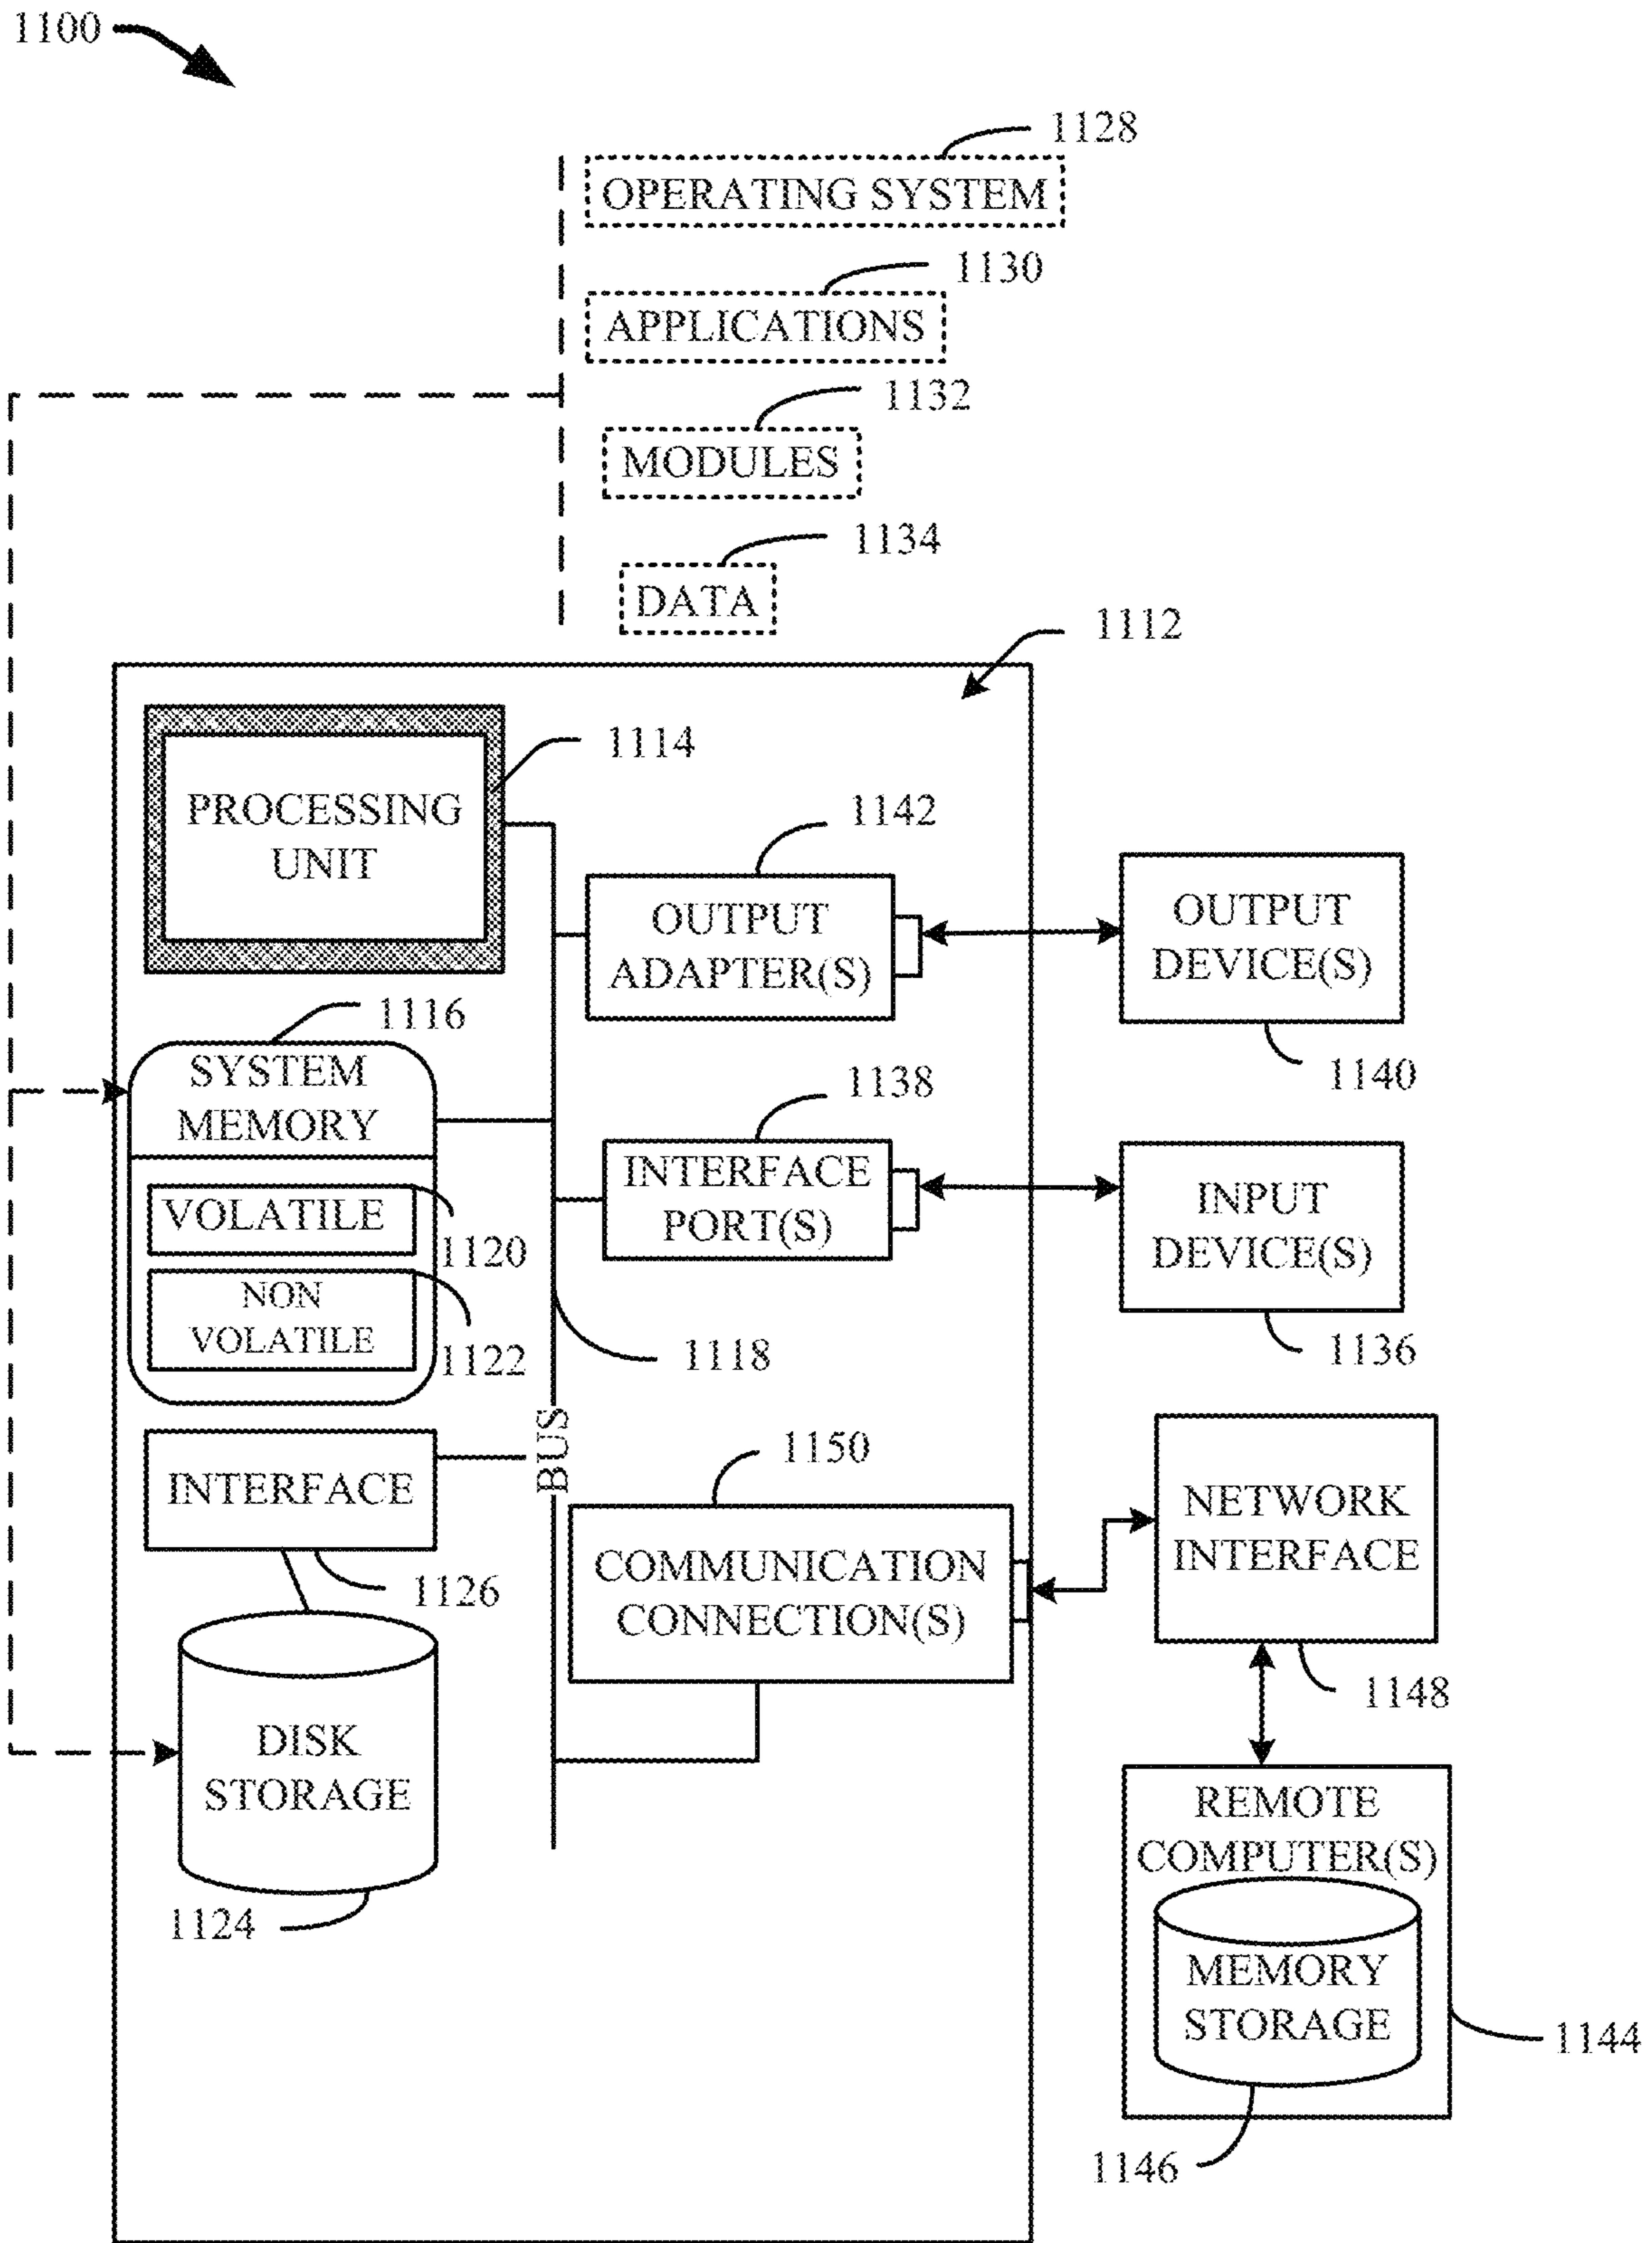 1100
1128
OPERATING SYSTEM
1130
APPLICATIONS
1132
MODULES
1134
DATA
1112
1114
PROCESSING
UNIT
1142
OUTPUT
ADAPTER(S)
OUTPUT
DEVICE(S)
1140
1116
SYSTEM
MEMORY
VOLATILE
1120
NON
VOLATILE
1122
1138
INTERFACE
PORT(S)
INPUT
DEVICE(S)
1136
1118
BUS
INTERFACE
1126
1150
COMMUNICATION
CONNECTION(S)
NETWORK
INTERFACE
1148
DISK
STORAGE
1124
REMOTE
COMPUTER(S)
MEMORY
STORAGE
1144
1146